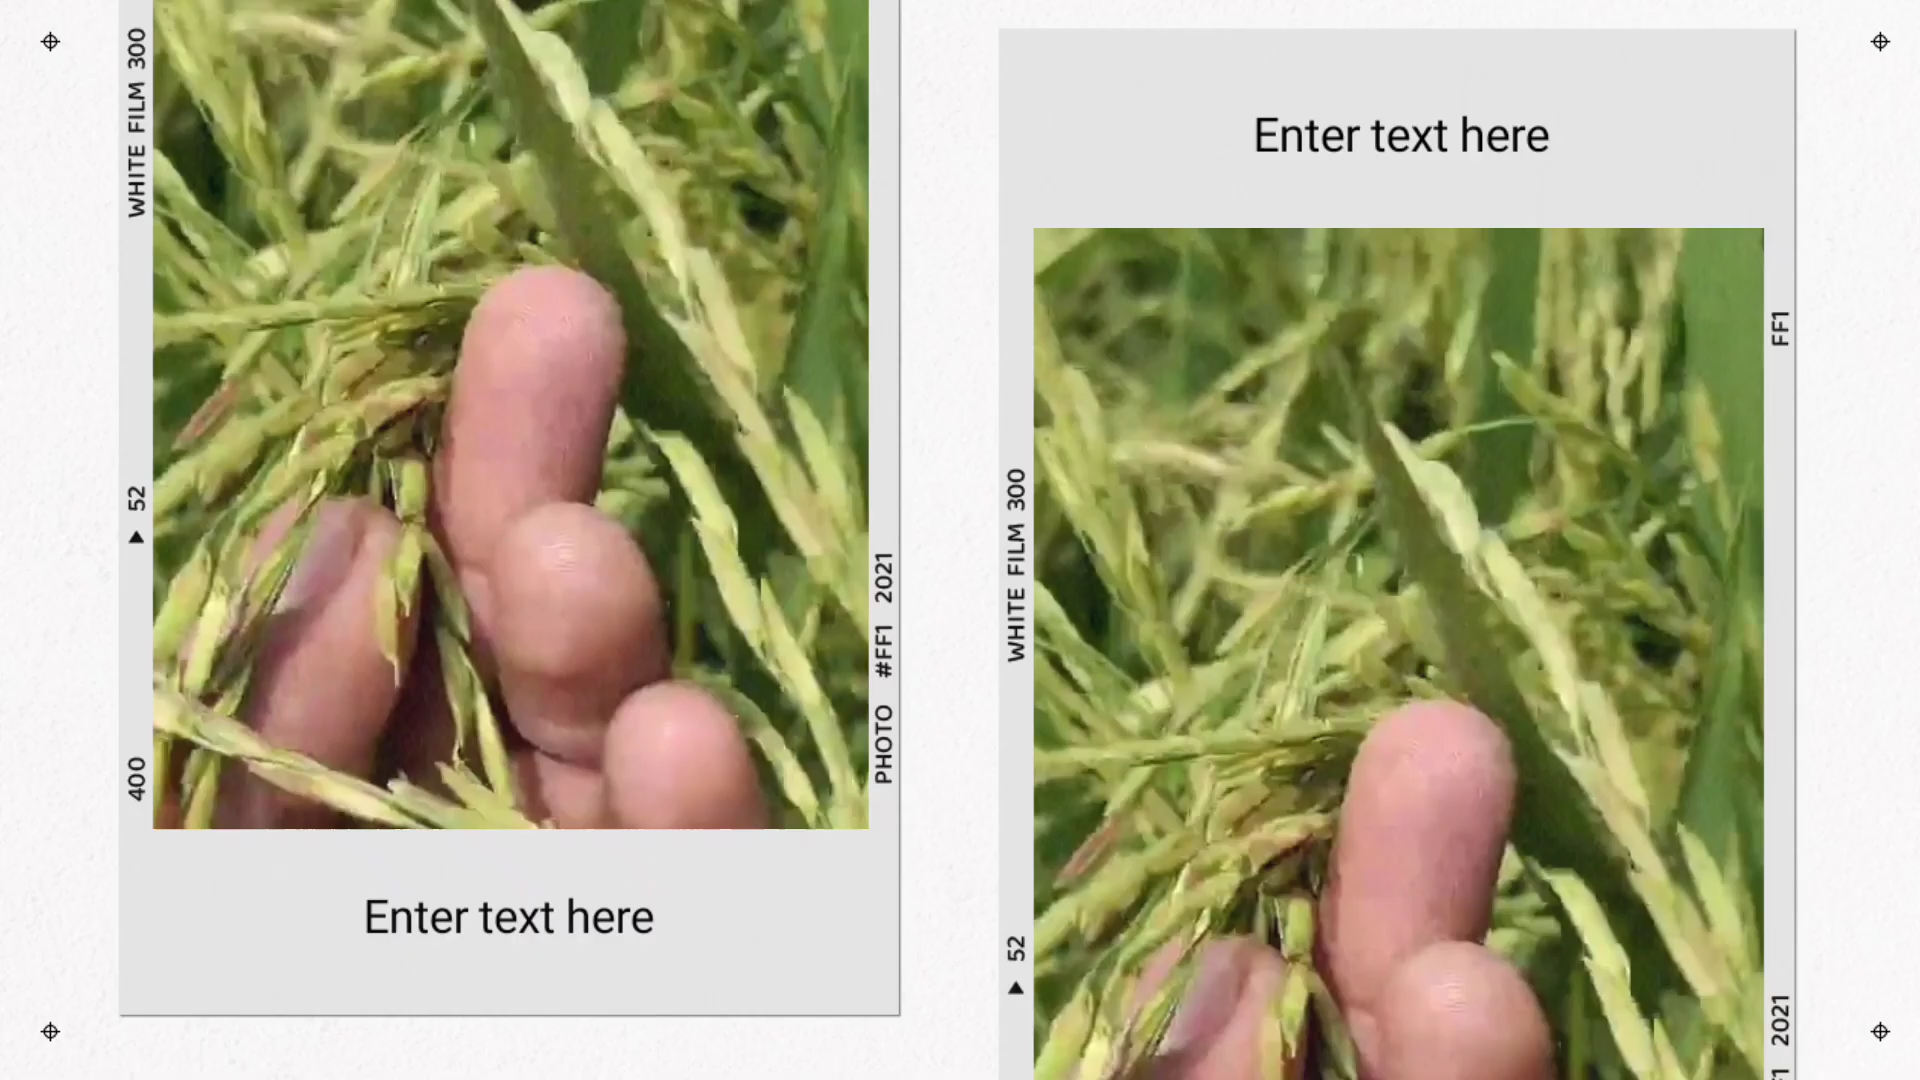 WHITE FILM 300
▲ 52
400
PHOTO #FF1 2021
Enter text here
Enter text here
WHITE FILM 300
▲ 52
FF1
2021